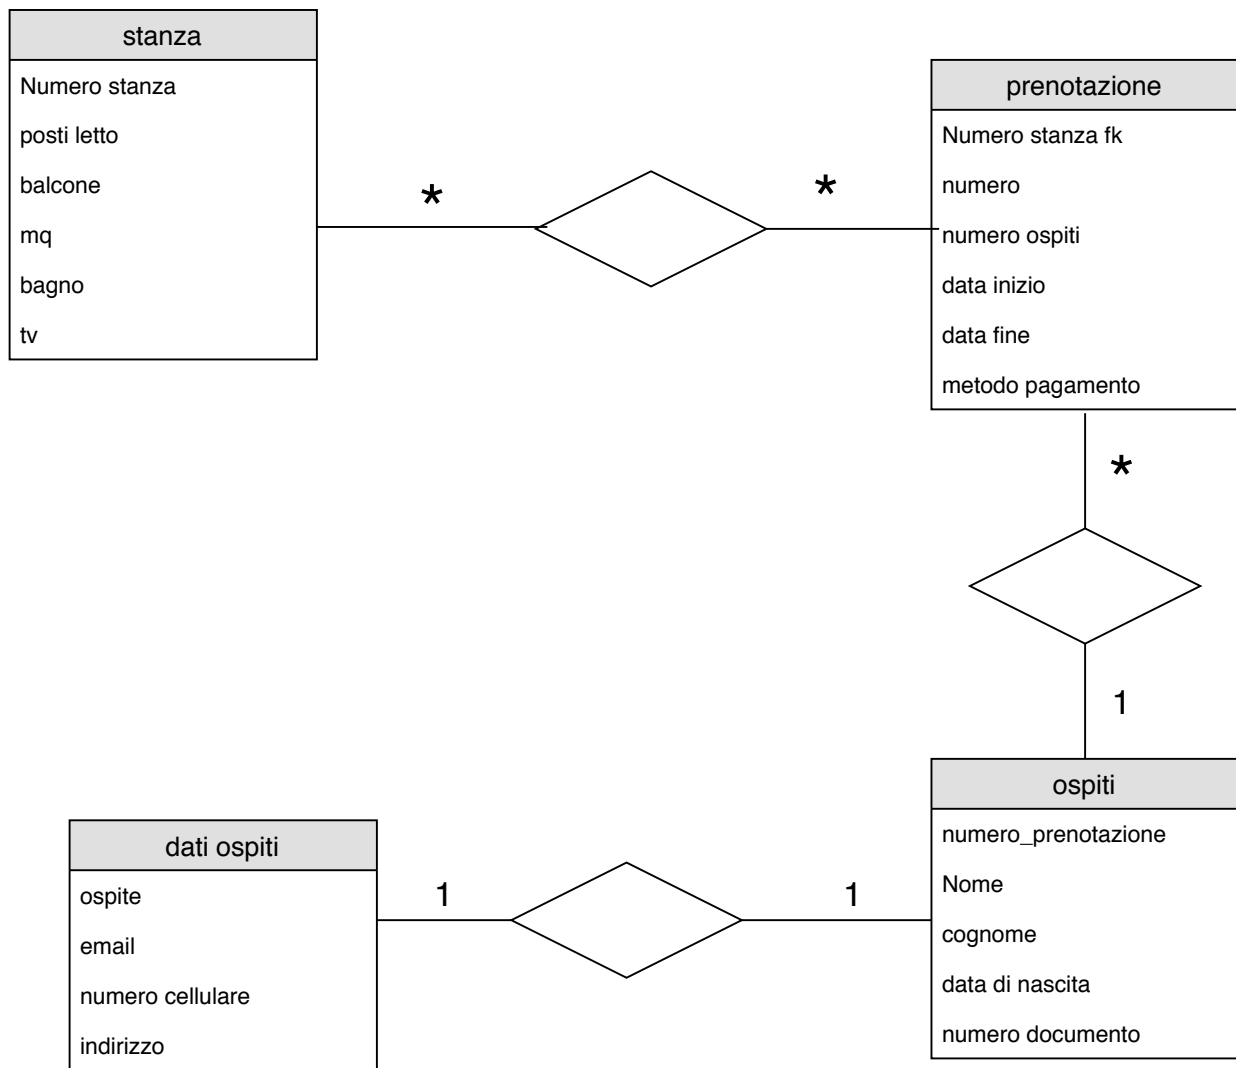 stanza
Numero stanza
posti letto
balcone
mq
bagno
tv
*
*
prenotazione
Numero stanza fk
numero
numero ospiti
data inizio
data fine
metodo pagamento
*
1
ospiti
numero_prenotazione
Nome
cognome
data di nascita
numero documento
1
1
dati ospiti
ospite
email
numero cellulare
indirizzo